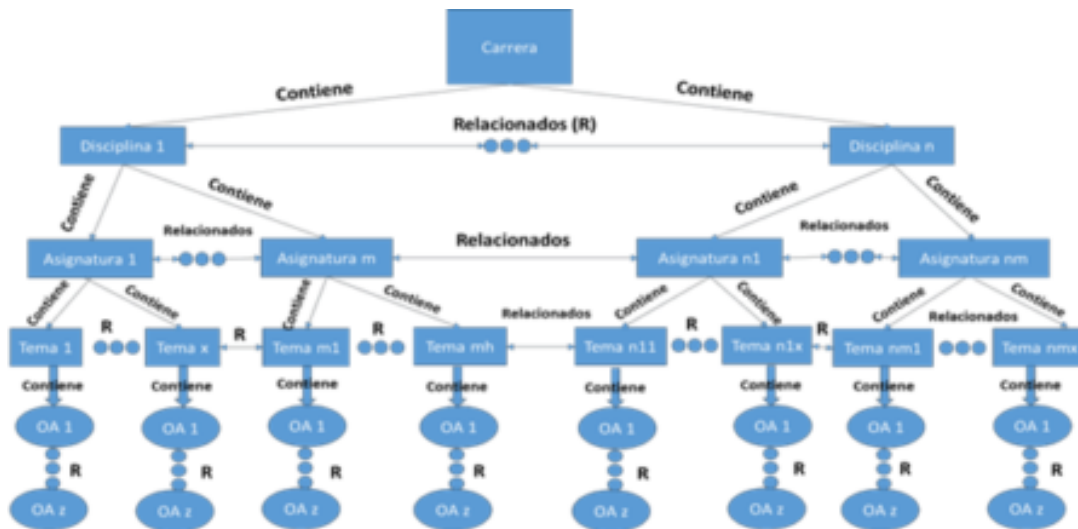 Carrera
Contiene
Contiene
Relacionados (R)
Disciplina 1
Disciplina n
Contiene
Contiene
Contiene
Contiene
Relacionados
Relacionados
Relacionados
Asignatura 1
Asignatura m
Asignatura n1
Asignatura nm
Contiene
Contiene
Contiene
Contiene
Contiene
Contiene
Contiene
Contiene
Relacionados
Relacionados
R
R
R
R
R
Tema 1
Tema x
Tema m1
Tema mh
Tema n11
Tema n1x
Tema nm1
Tema nmx
Contiene
Contiene
Contiene
Contiene
Contiene
Contiene
Contiene
Contiene
OA 1
OA 1
OA 1
OA 1
OA 1
OA 1
OA 1
OA 1
R
R
R
R
R
R
R
R
OA z
OA z
OA z
OA z
OA z
OA z
OA z
OA z